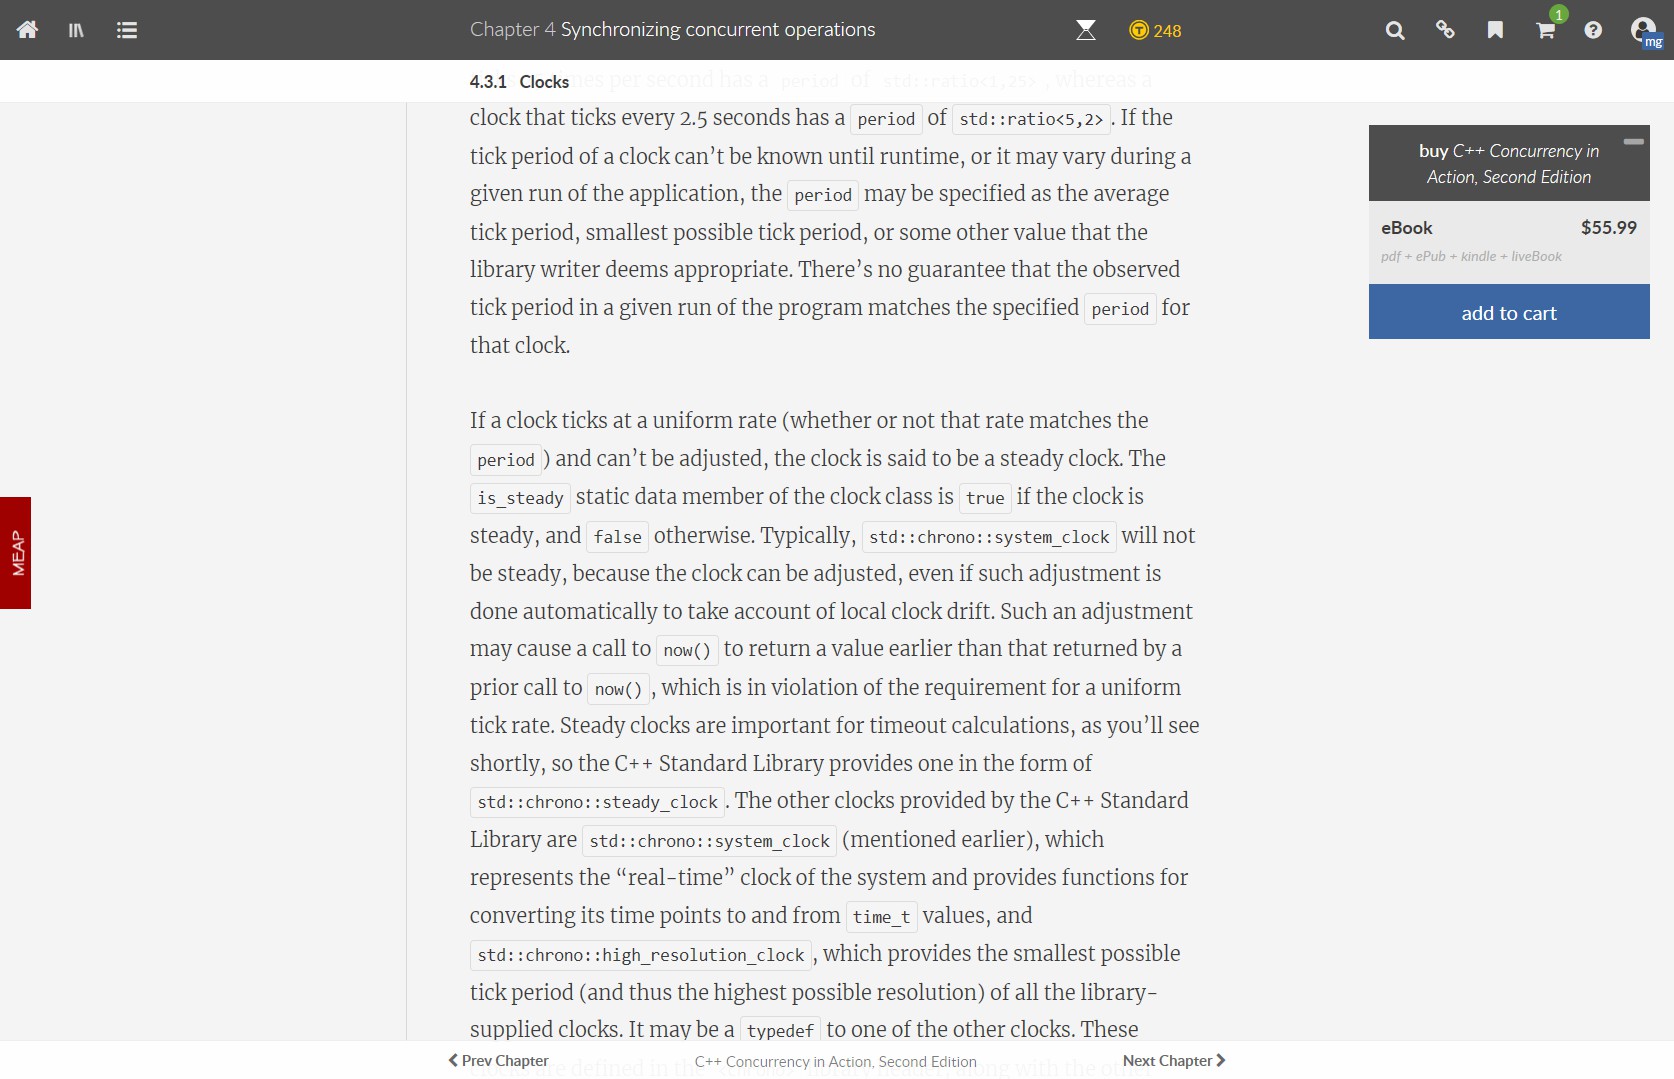 Chapter 4 Synchronizing concurrent operations
248
1
mg
4.3.1 Clocks
lines per second has a period of std::ratio<1,25> , whereas a
clock that ticks every 2.5 seconds has a period of std::ratio<5,2> . If the
tick period of a clock can’t be known until runtime, or it may vary during a
given run of the application, the period may be specified as the average
tick period, smallest possible tick period, or some other value that the
library writer deems appropriate. There’s no guarantee that the observed
tick period in a given run of the program matches the specified period for
that clock.
If a clock ticks at a uniform rate (whether or not that rate matches the
period ) and can’t be adjusted, the clock is said to be a steady clock. The
is_steady static data member of the clock class is true if the clock is
steady, and false otherwise. Typically, std::chrono::system_clock will not
be steady, because the clock can be adjusted, even if such adjustment is
done automatically to take account of local clock drift. Such an adjustment
may cause a call to now() to return a value earlier than that returned by a
prior call to now() , which is in violation of the requirement for a uniform
tick rate. Steady clocks are important for timeout calculations, as you’ll see
shortly, so the C++ Standard Library provides one in the form of
std::chrono::steady_clock . The other clocks provided by the C++ Standard
Library are std::chrono::system_clock (mentioned earlier), which
represents the “real-time” clock of the system and provides functions for
converting its time points to and from time_t values, and
std::chrono::high_resolution_clock , which provides the smallest possible
tick period (and thus the highest possible resolution) of all the library-
supplied clocks. It may be a typedef to one of the other clocks. These
MEAP
buy C++ Concurrency in
Action, Second Edition
eBook $55.99
pdf + ePub + kindle + liveBook
add to cart
Prev Chapter
C++ Concurrency in Action, Second Edition
Next Chapter